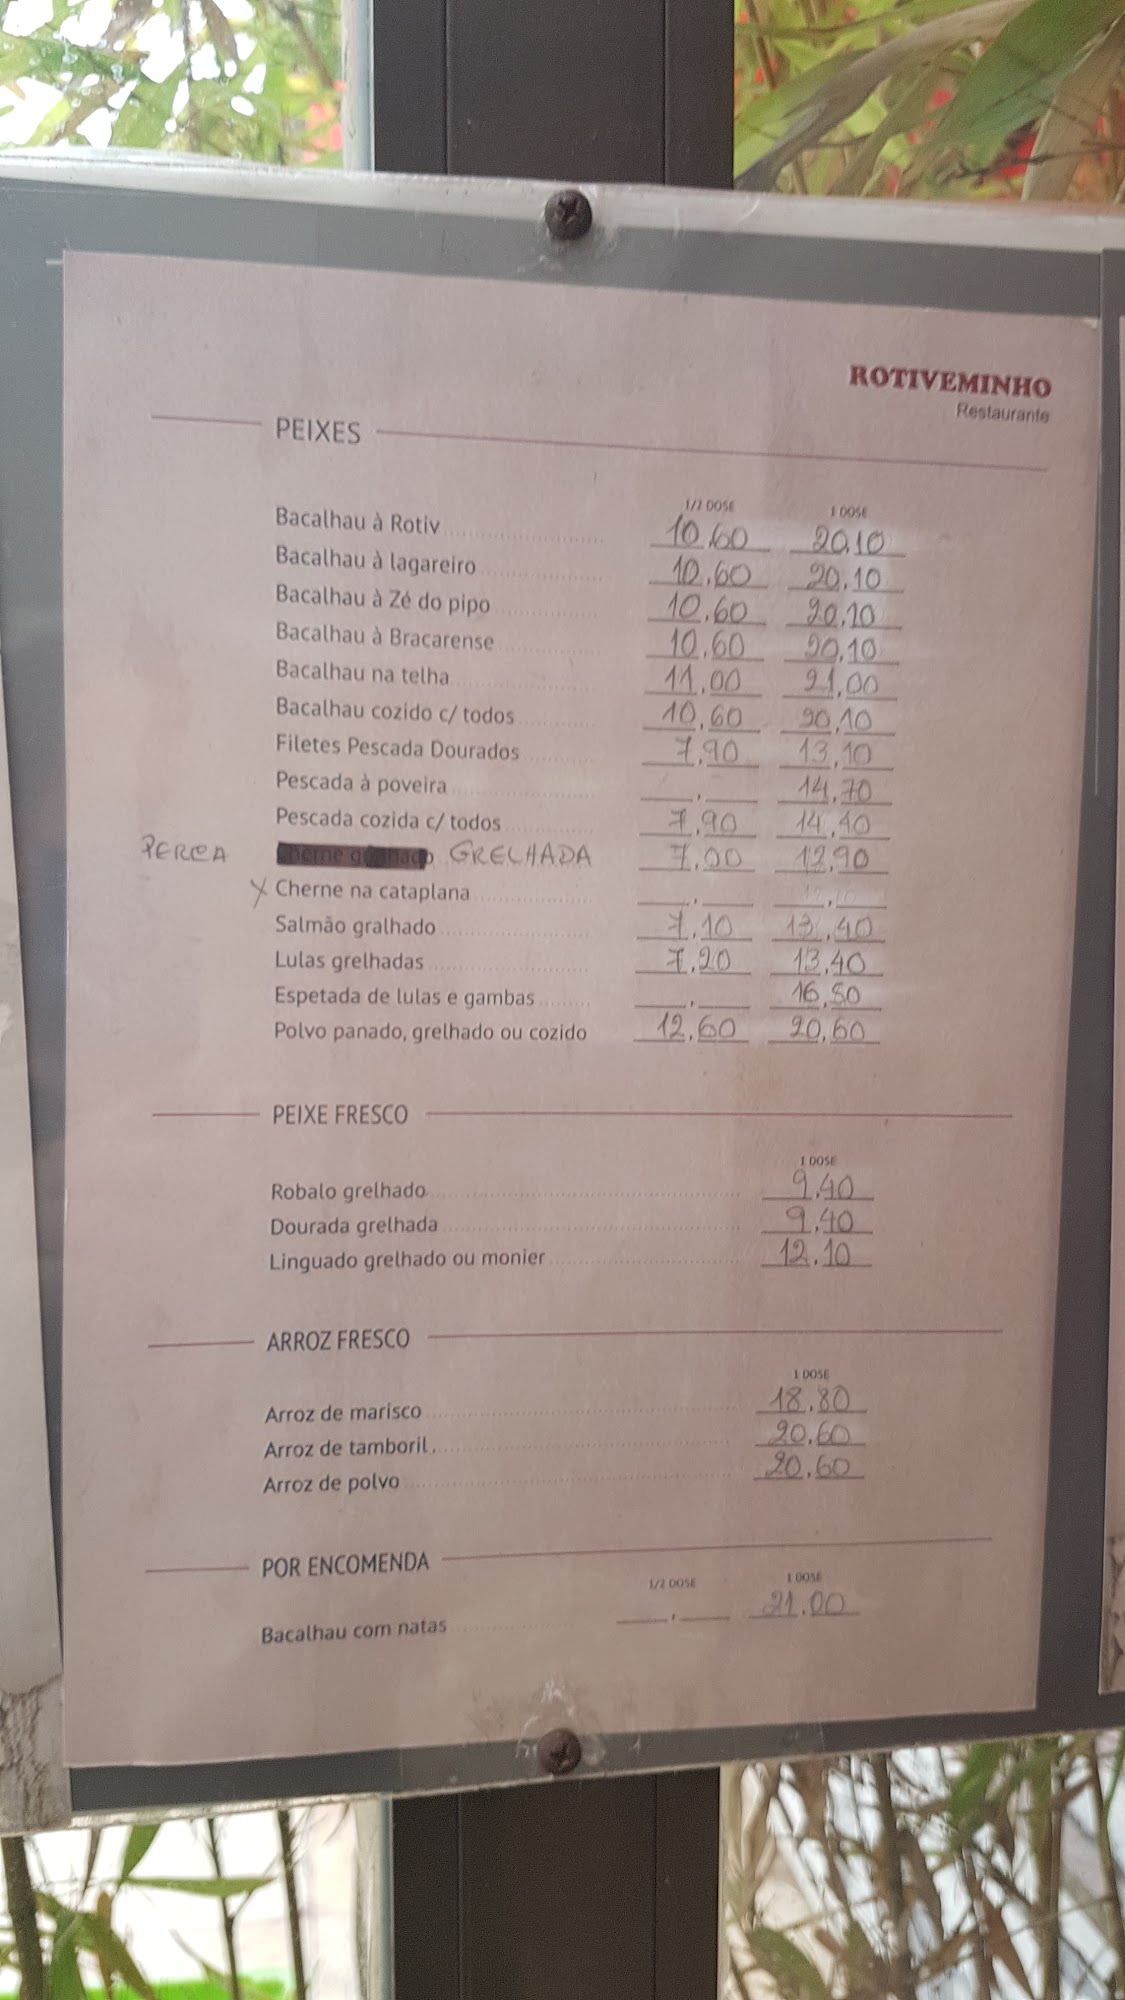 ROTIVEMINHO
Restaurante
PEIXES
1/2 DOSE 1 DOSE
Bacalhau à Rotiv 10,60 20,10
Bacalhau à lagareiro 10,60 20,10
Bacalhau à Zé do pipo 10,60 20,10
Bacalhau à Bracarense 10,60 20,10
Bacalhau na telha 11,00 21,00
Bacalhau cozido c/ todos 10,60 20,10
Filetes Pescada Dourados 7,90 13,10
Pescada à poveira 14,70
Pescada cozida c/ todos 7,90 14,40
PERCA GRELHADA 7,00 12,90
X Cherne na cataplana
Salmão gralhado 7,10 13,40
Lulas grelhadas 7,20 13,40
Espetada de lulas e gambas 16,80
Polvo panado, grelhado ou cozido 12,60 20,60
PEIXE FRESCO
1 DOSE
Robalo grelhado 9,40
Dourada grelhada 9,40
Linguado grelhado ou monier 12,10
ARROZ FRESCO
1 DOSE
Arroz de marisco 18,80
Arroz de tamboril 20,60
Arroz de polvo 20,60
POR ENCOMENDA
1/2 DOSE 1 DOSE
Bacalhau com natas 21,00